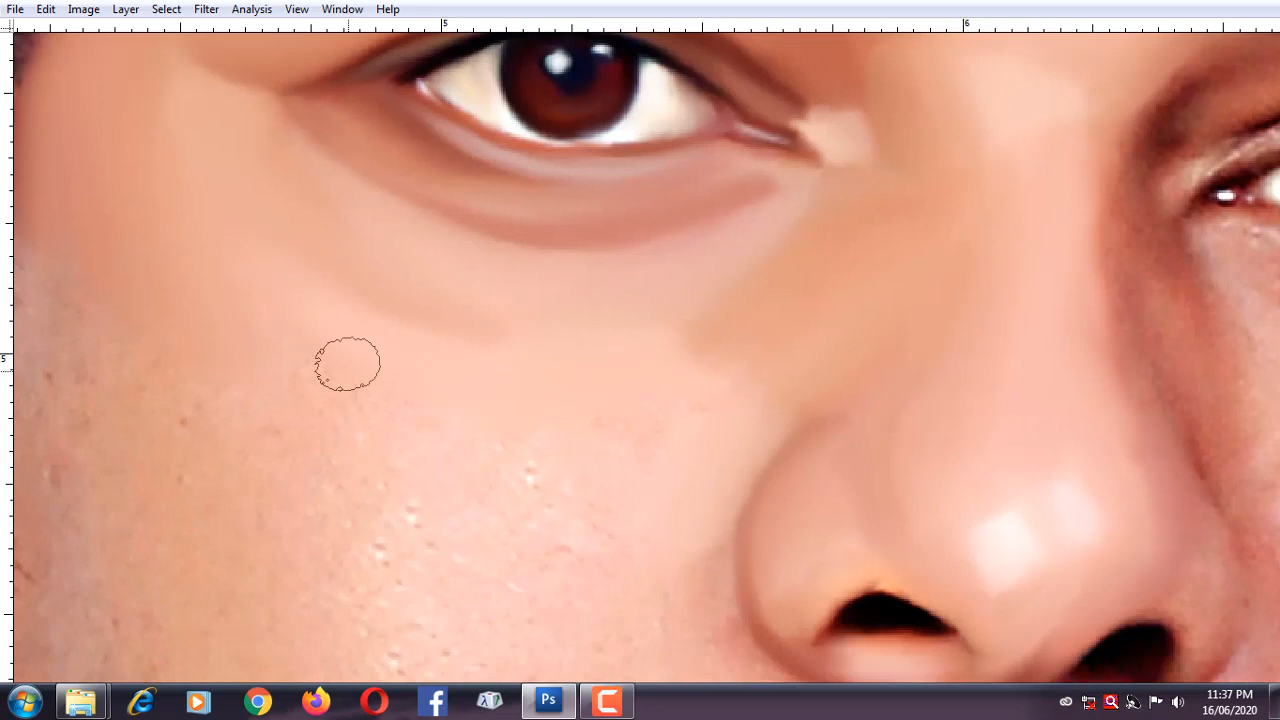 File Edit Image Layer Select Filter Analysis View Window Help
5 6
5
Ps
11:37 PM
16/06/2020